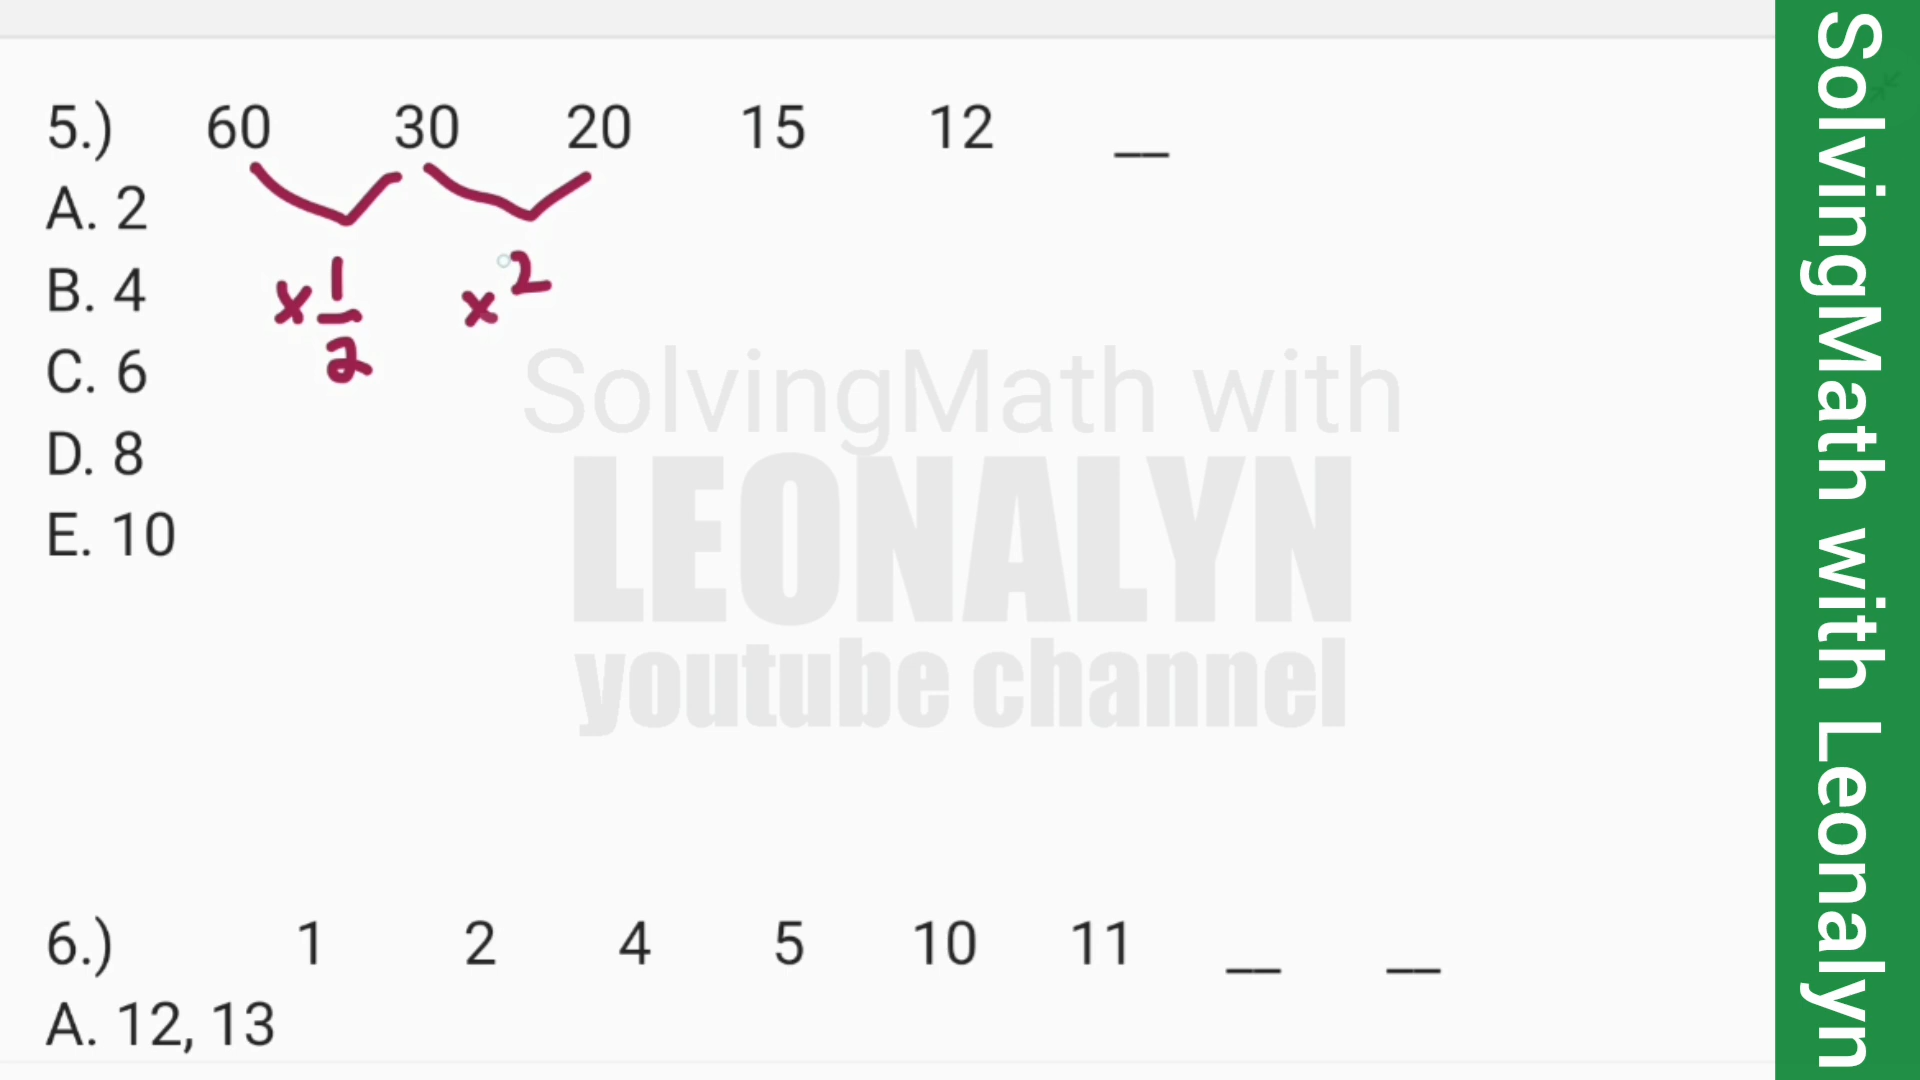 5.) 60 30 20 15 12 __
A. 2
B. 4
C. 6
D. 8
E. 10
x 1/2 x 2
SolvingMath with
LEONALYN
youtube channel
6.) 1 2 4 5 10 11 __ __
A. 12, 13
SolvingMath with Leonalyn